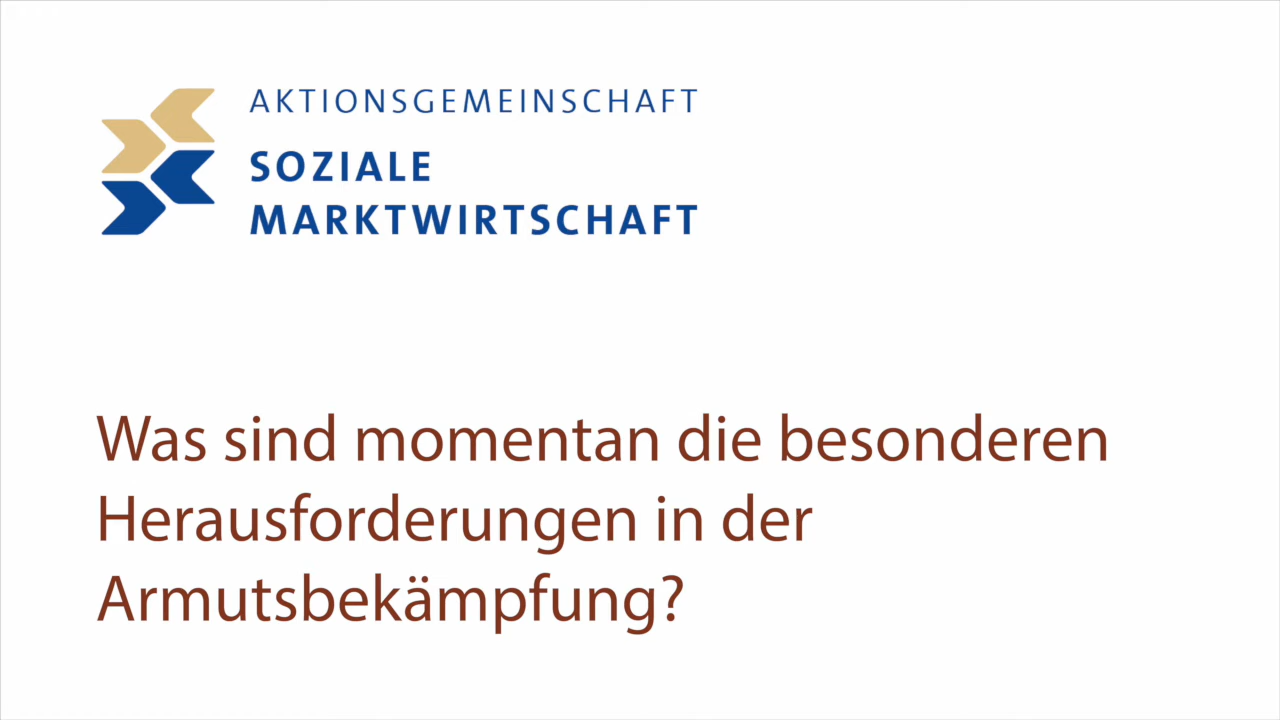 AKTIONSGEMEINSCHAFT
SOZIALE
MARKTWIRTSCHAFT
Was sind momentan die besonderen
Herausforderungen in der
Armutsbekämpfung?